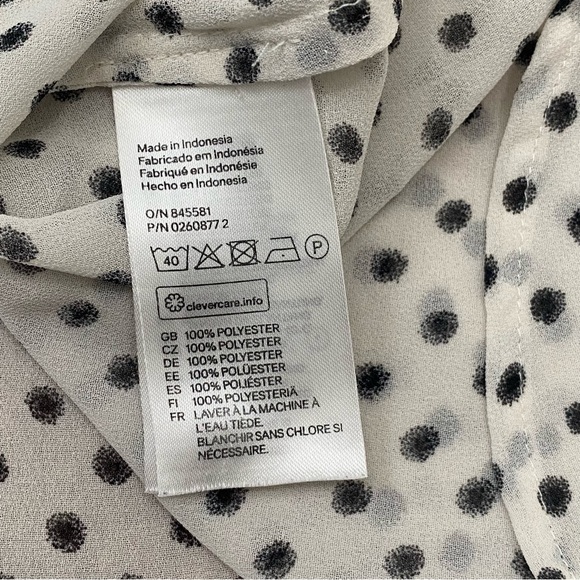 Made in Indonesia
Fabricado em Indonésia
Fabriqué en Indonésie
Hecho en Indonesia
O/N 845581
P/N 0260877 2
40 P
clevercare.info
GB 100% POLYESTER
CZ 100% POLYESTER
DE 100% POLYESTER
EE 100% POLÜESTER
ES 100% POLIÉSTER
FI 100% POLYESTERIÄ
FR LAVER À LA MACHINE À
L'EAU TIÈDE.
BLANCHIR SANS CHLORE SI
NÉCESSAIRE.